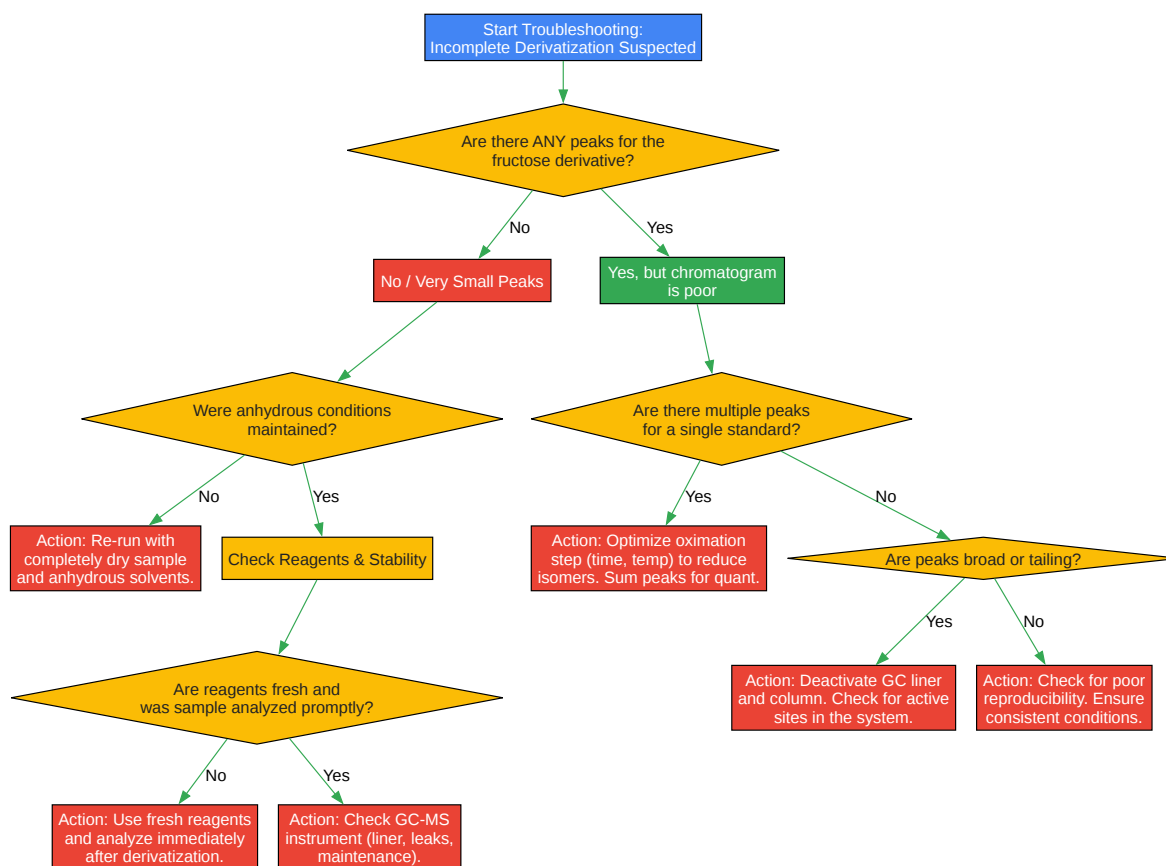 Start Troubleshooting:
Incomplete Derivatization Suspected
Are there ANY peaks for the
fructose derivative?
No
Yes
No / Very Small Peaks
Yes, but chromatogram
is poor
Were anhydrous conditions
maintained?
Are there multiple peaks
for a single standard?
No
Yes
Yes
No
Action: Re-run with
completely dry sample
and anhydrous solvents.
Check Reagents & Stability
Action: Optimize oximation
step (time, temp) to reduce
isomers. Sum peaks for quant.
Are peaks broad or tailing?
Yes
No
Are reagents fresh and
was sample analyzed promptly?
Action: Deactivate GC liner
and column. Check for active
sites in the system.
Action: Check for poor
reproducibility. Ensure
consistent conditions.
No
Yes
Action: Use fresh reagents
and analyze immediately
after derivatization.
Action: Check GC-MS
instrument (liner, leaks,
maintenance).